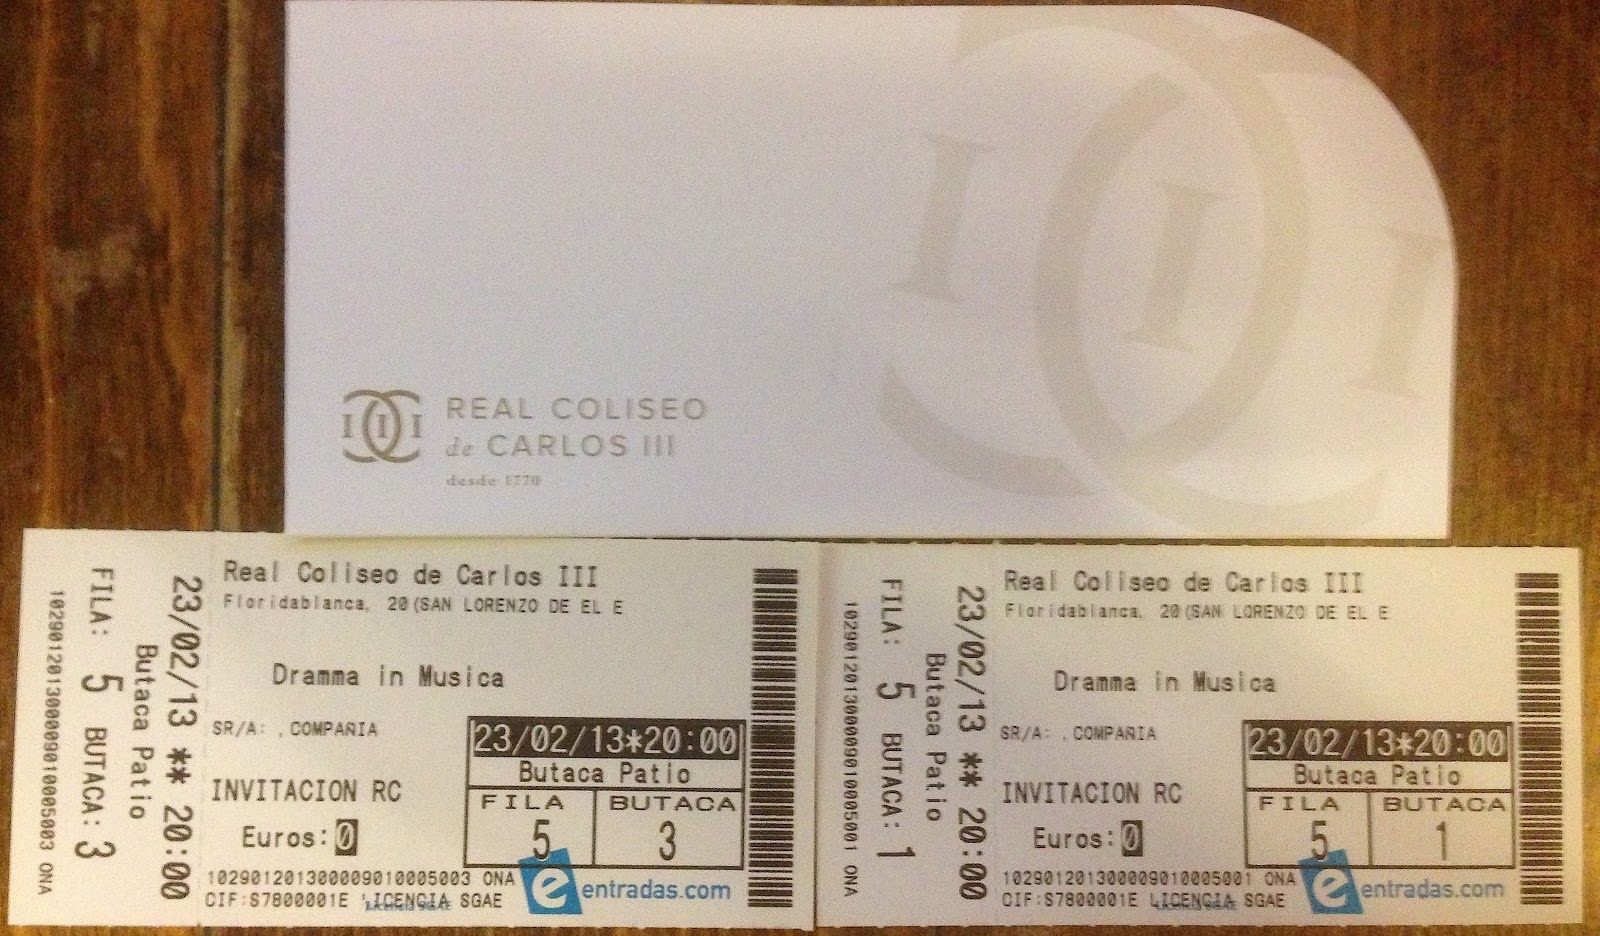 I I I
I I I REAL COLISEO
de CARLOS III
desde 1770
102901201300009010005003 ONA
FILA: 5 BUTACA: 3
Butaca Patio
23/02/13 ** 20:00
Real Coliseo de Carlos III
Floridablanca, 20(SAN LORENZO DE EL E
Dramma in Musica
SR/A: , COMPAÑIA
INVITACION RC
Euros:0
23/02/13*20:00
Butaca Patio
FILA BUTACA
5 3
102901201300009010005003 ONA
CIF:S7800001E LICENCIA SGAE
e entradas.com
102901201300009010005001 ONA
FILA: 5 BUTACA: 1
Butaca Patio
23/02/13 ** 20:00
Real Coliseo de Carlos III
Floridablanca, 20(SAN LORENZO DE EL E
Dramma in Musica
SR/A: , COMPAÑIA
INVITACION RC
Euros:0
23/02/13*20:00
Butaca Patio
FILA BUTACA
5 1
102901201300009010005001 ONA
CIF:S7800001E LICENCIA SGAE
e entradas.com